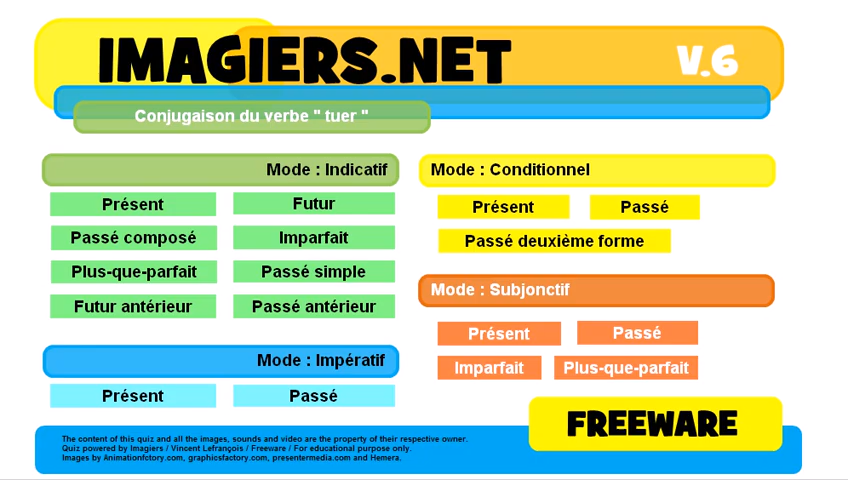 IMAGIERS.NET
V.6
Conjugaison du verbe " tuer "
Mode : Indicatif
Présent
Futur
Passé composé
Imparfait
Plus-que-parfait
Passé simple
Futur antérieur
Passé antérieur
Mode : Impératif
Présent
Passé
Mode : Conditionnel
Présent
Passé
Passé deuxième forme
Mode : Subjonctif
Présent
Passé
Imparfait
Plus-que-parfait
FREEWARE
The content of this quiz and all the images, sounds and video are the property of their respective owner.
Quiz powered by Imagiers / Vincent Lefrançois / Freeware / For educational purpose only.
Images by Animationfctory.com, graphicsfactory.com, presentermedia.com and Hemera.